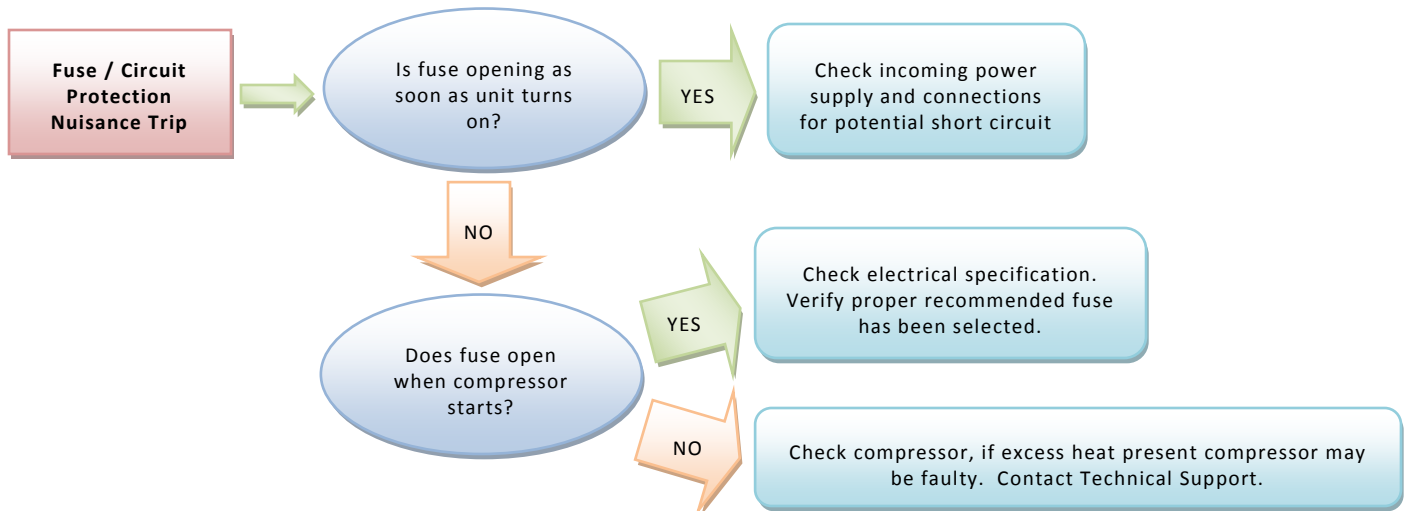 Fuse / Circuit
Protection
Nuisance Trip
Is fuse opening as
soon as unit turns
on?
YES
Check incoming power
supply and connections
for potential short circuit
NO
Does fuse open
when compressor
starts?
YES
Check electrical specification.
Verify proper recommended fuse
has been selected.
NO
Check compressor, if excess heat present compressor may
be faulty.  Contact Technical Support.